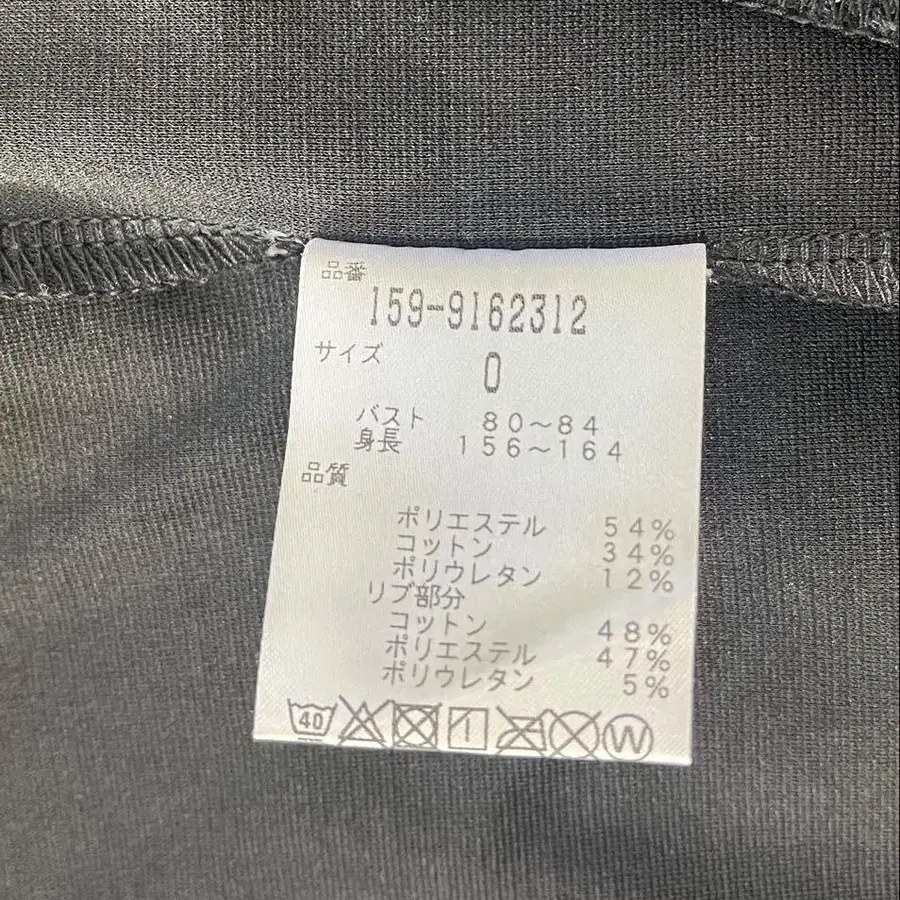 品番
159-9162312
サイズ
0
バスト 80~84
身長 156~164
品質
ポリエステル 54%
コットン 34%
ポリウレタン 12%
リブ部分
コットン 48%
ポリエステル 47%
ポリウレタン 5%
40 W